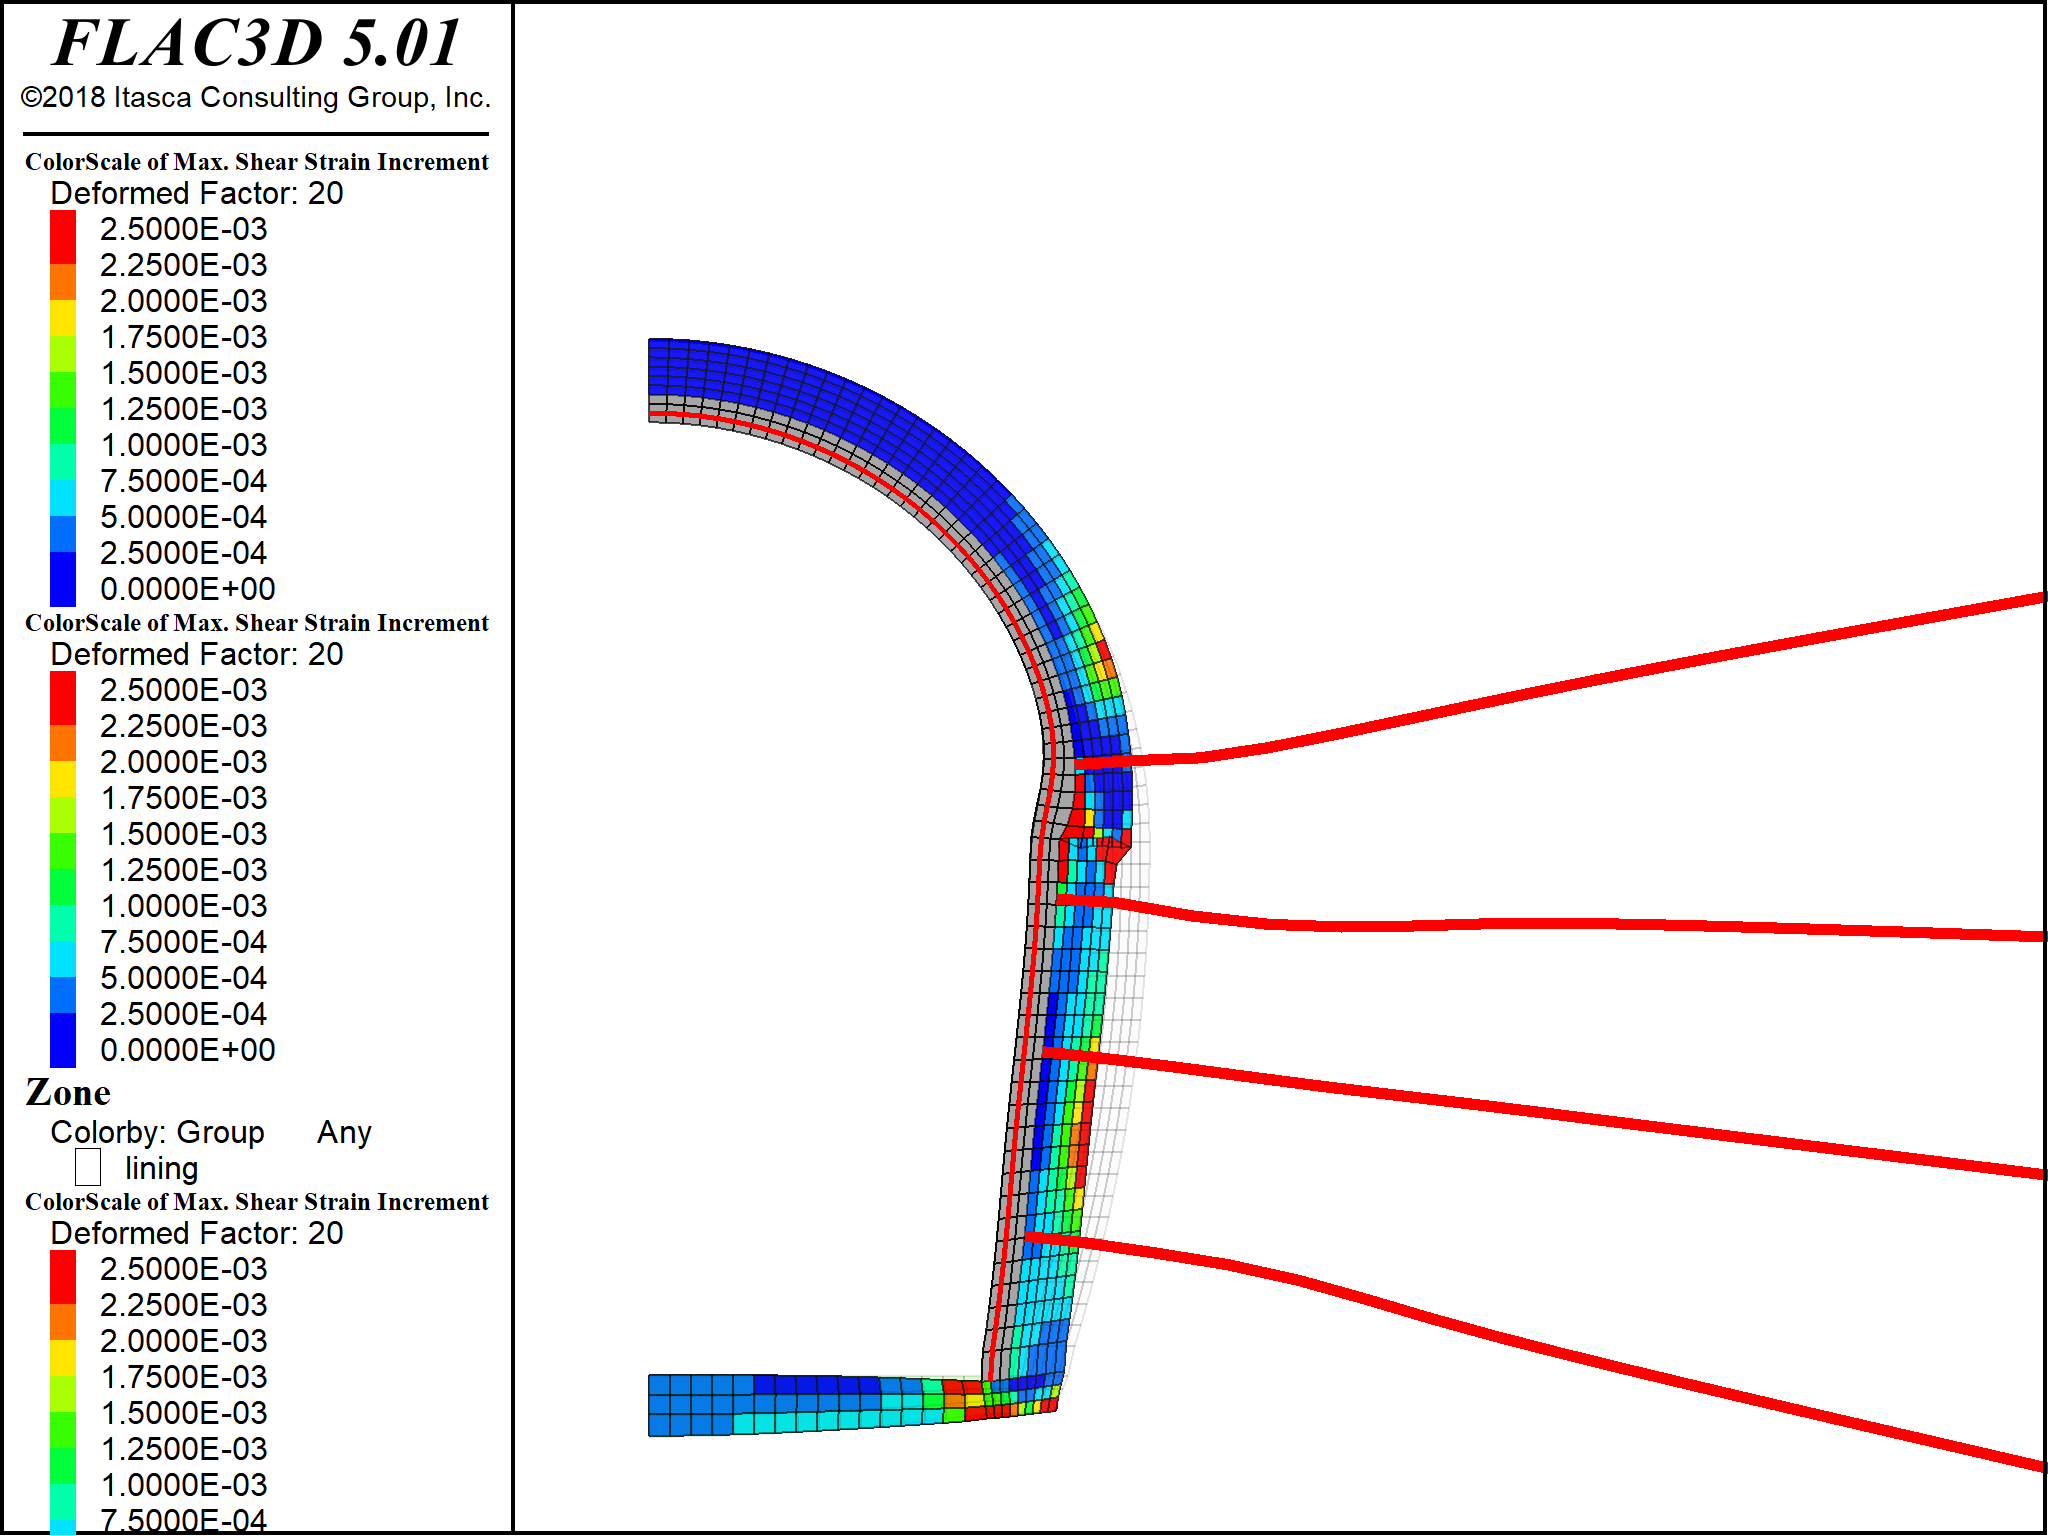 FLAC3D 5.01
©2018 Itasca Consulting Group, Inc.
ColorScale of Max. Shear Strain Increment
Deformed Factor: 20
2.5000E-03
2.2500E-03
2.0000E-03
1.7500E-03
1.5000E-03
1.2500E-03
1.0000E-03
7.5000E-04
5.0000E-04
2.5000E-04
0.0000E+00
ColorScale of Max. Shear Strain Increment
Deformed Factor: 20
2.5000E-03
2.2500E-03
2.0000E-03
1.7500E-03
1.5000E-03
1.2500E-03
1.0000E-03
7.5000E-04
5.0000E-04
2.5000E-04
0.0000E+00
Zone
Colorby: Group Any
lining
ColorScale of Max. Shear Strain Increment
Deformed Factor: 20
2.5000E-03
2.2500E-03
2.0000E-03
1.7500E-03
1.5000E-03
1.2500E-03
1.0000E-03
7.5000E-04